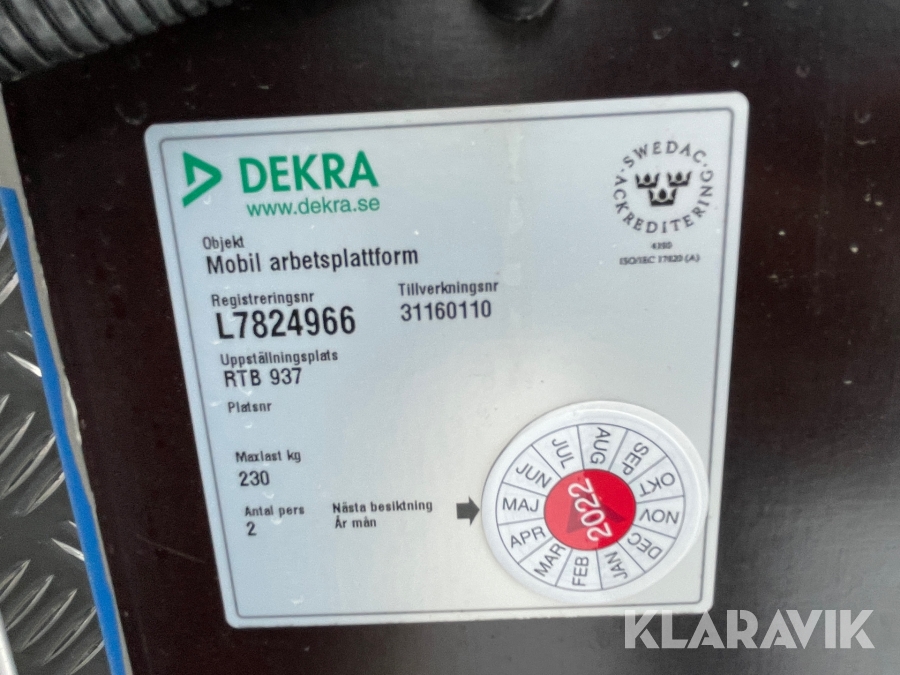 DEKRA
www.dekra.se
SWEDAC
ACKREDITERING
4380
ISO/IEC 17020 (A)
Objekt
Mobil arbetsplattform
Registreringsnr
L7824966
Tillverkningsnr
31160110
Uppställningsplats
RTB 937
Platsnr
Maxlast kg
230
Antal pers
2
Nästa besiktning
År mån
2022
JAN
FEB
MAR
APR
MAJ
JUN
JUL
AUG
SEP
OKT
NOV
DEC
KLARAVIK